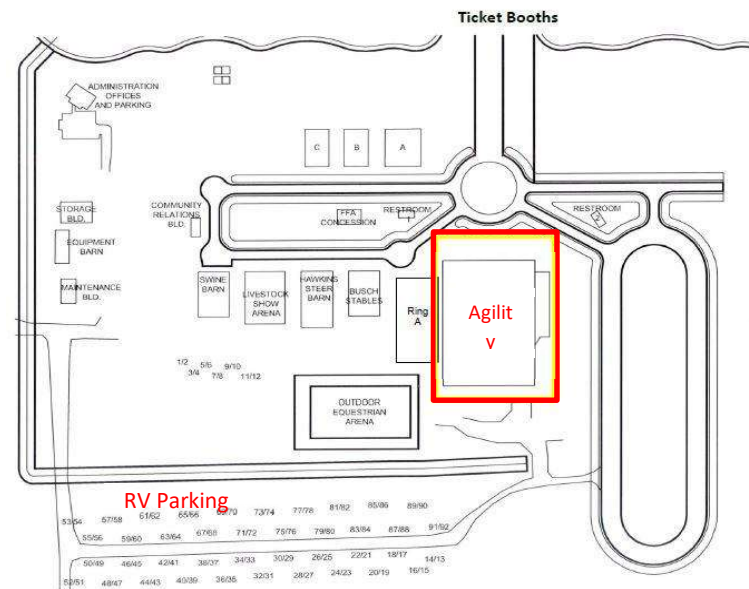 Ticket Booths
ADMINISTRATION
OFFICES
AND PARKING
C
B
A
STORAGE
BLD.
COMMUNITY
RELATIONS
BLD.
FFA
CONCESSION
RESTROOM
1
RESTROOM
2
EQUIPMENT
BARN
MAINTENANCE
BLD.
SWINE
BARN
LIVESTOCK
SHOW
ARENA
HAWKINS
STEER
BARN
BUSCH
STABLES
Ring
A
Agilit
y
1/2
5/6
9/10
3/4
7/8
11/12
OUTDOOR
EQUESTRIAN
ARENA
RV Parking
53/54
57/58
61/62
65/66
69/70
73/74
77/78
81/82
85/86
89/90
55/56
59/60
63/64
67/68
71/72
75/76
79/80
83/84
87/88
91/92
50/49
46/45
42/41
38/37
34/33
30/29
26/25
22/21
18/17
14/13
52/51
48/47
44/43
40/39
36/35
32/31
28/27
24/23
20/19
16/15